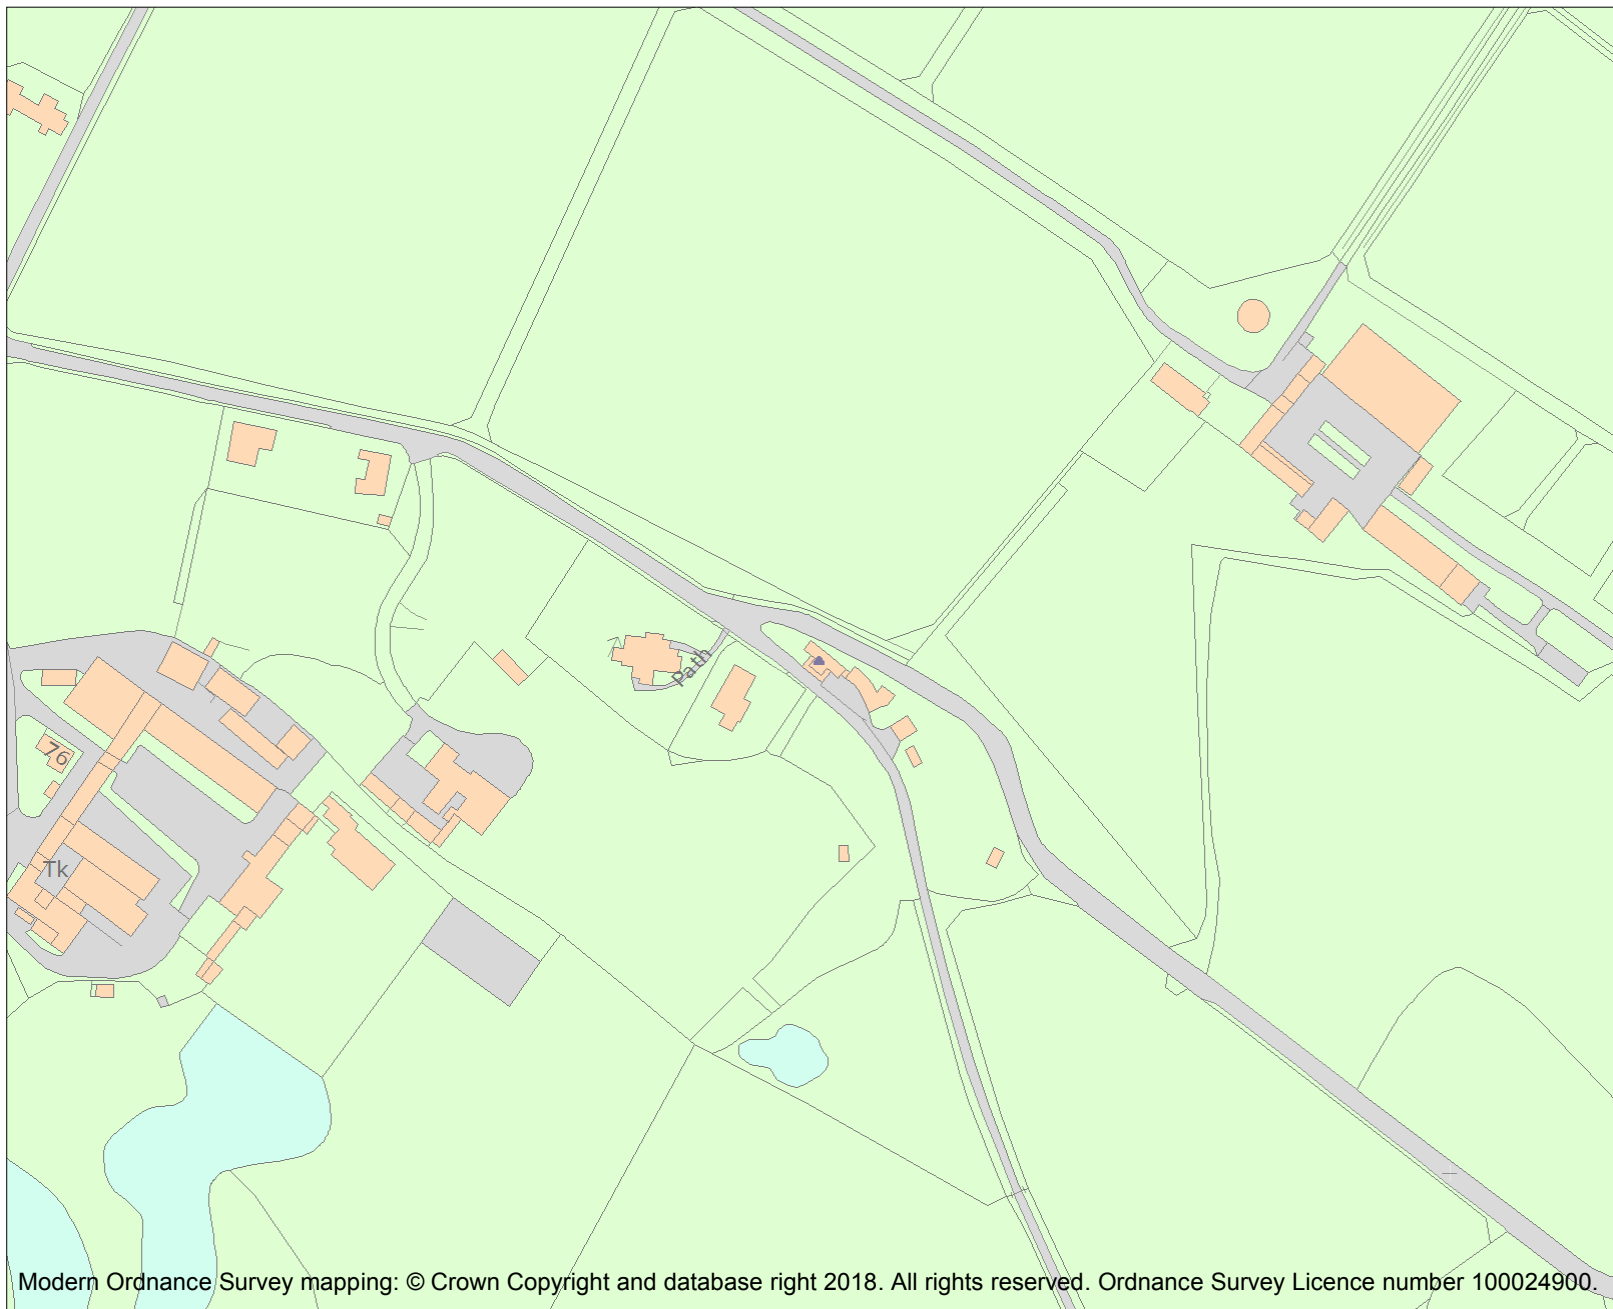 Path
76
Tk
Modern Ordnance Survey mapping: © Crown Copyright and database right 2018. All rights reserved. Ordnance Survey Licence number 100024900.